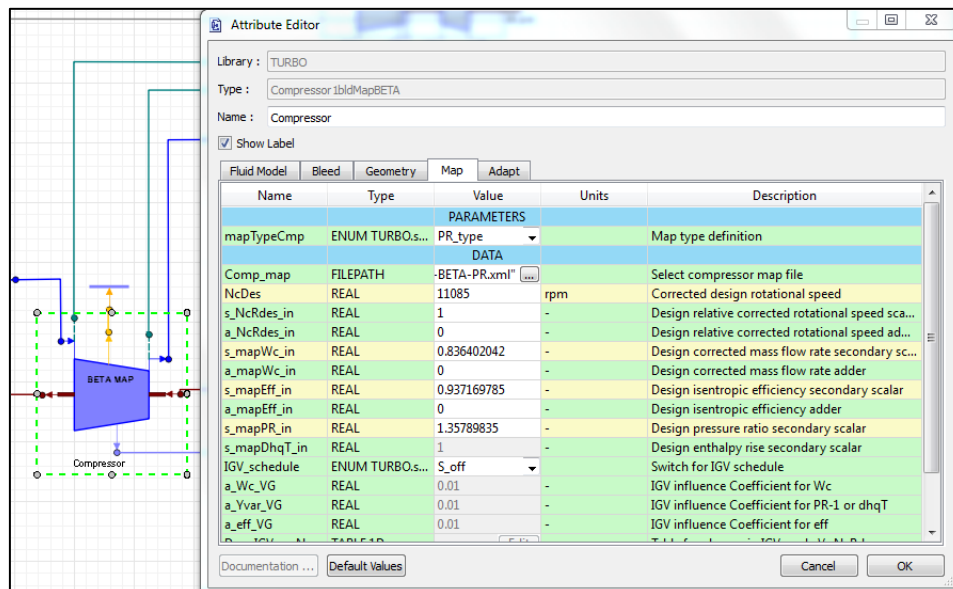 Attribute Editor
Library : TURBO
Type : Compressor1bldMapBETA
Name : Compressor
Show Label
Fluid Model Bleed Geometry Map Adapt
Name Type Value Units Description
PARAMETERS
mapTypeCmp ENUM TURBO.s... PR_type Map type definition
DATA
Comp_map FILEPATH -BETA-PR.xml" ... Select compressor map file
NcDes REAL 11085 rpm Corrected design rotational speed
s_NcRdes_in REAL 1 - Design relative corrected rotational speed sca...
a_NcRdes_in REAL 0 - Design relative corrected rotational speed ad...
s_mapWc_in REAL 0.836402042 - Design corrected mass flow rate secondary sc...
a_mapWc_in REAL 0 - Design corrected mass flow rate adder
s_mapEff_in REAL 0.937169785 - Design isentropic efficiency secondary scalar
a_mapEff_in REAL 0 - Design isentropic efficiency adder
s_mapPR_in REAL 1.35789835 - Design pressure ratio secondary scalar
s_mapDhqT_in REAL 1 - Design enthalpy rise secondary scalar
IGV_schedule ENUM TURBO.s... S_off Switch for IGV schedule
a_Wc_VG REAL 0.01 - IGV influence Coefficient for Wc
a_Yvar_VG REAL 0.01 - IGV influence Coefficient for PR-1 or dhqT
a_eff_VG REAL 0.01 - IGV influence Coefficient for eff
Documentation ... Default Values Cancel OK
BETA MAP
Compressor